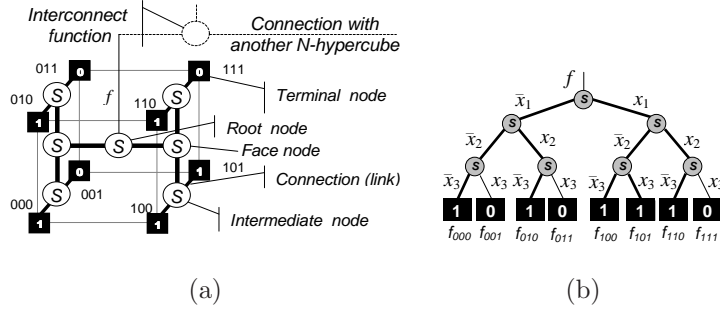 Interconnect
function
Connection with
another N-hypercube
011
0
0
111
f
S
S
010
1
110
1
Terminal node
Root node
S
S
S
Face node
0
1
101
Connection (link)
S
001
S
000
100
Intermediate node
1
1
(a)
f
S
x̄₁
x₁
S
S
x̄₂
x₂
x̄₂
x₂
S
S
S
S
x̄₃ x₃ x̄₃ x₃ x̄₃ x₃ x̄₃ x₃
1 0 1 0 1 1 1 0
f₀₀₀ f₀₀₁ f₀₁₀ f₀₁₁ f₁₀₀ f₁₀₁ f₁₁₀ f₁₁₁
(b)